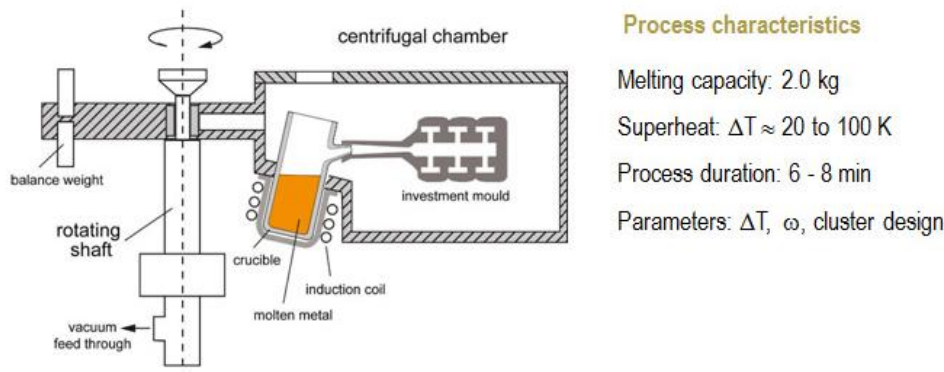 centrifugal chamber
balance weight
rotating
shaft
crucible
investment mould
induction coil
molten metal
vacuum
feed through
Process characteristics
Melting capacity: 2.0 kg
Superheat: ΔT ≈ 20 to 100 K
Process duration: 6 - 8 min
Parameters: ΔT, ω, cluster design